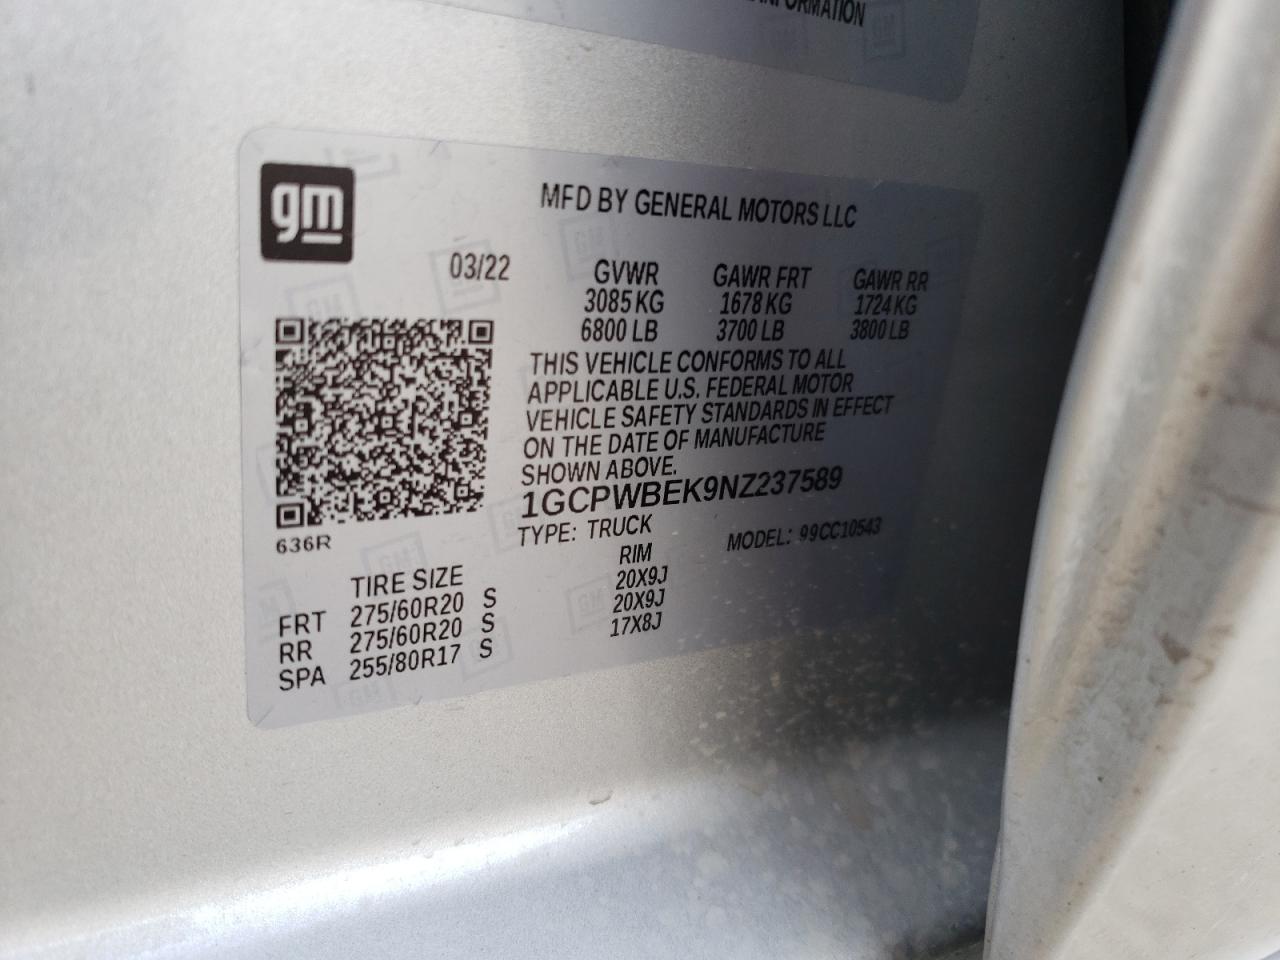 INFORMATION
gm
MFD BY GENERAL MOTORS LLC
03/22
GVWR GAWR FRT GAWR RR
3085 KG 1678 KG 1724 KG
6800 LB 3700 LB 3800 LB
THIS VEHICLE CONFORMS TO ALL
APPLICABLE U.S. FEDERAL MOTOR
VEHICLE SAFETY STANDARDS IN EFFECT
ON THE DATE OF MANUFACTURE
SHOWN ABOVE.
1GCPWBEK9NZ237589
TYPE: TRUCK MODEL: 99CC10543
636R
TIRE SIZE RIM
FRT 275/60R20 S 20X9J
RR 275/60R20 S 20X9J
SPA 255/80R17 S 17X8J